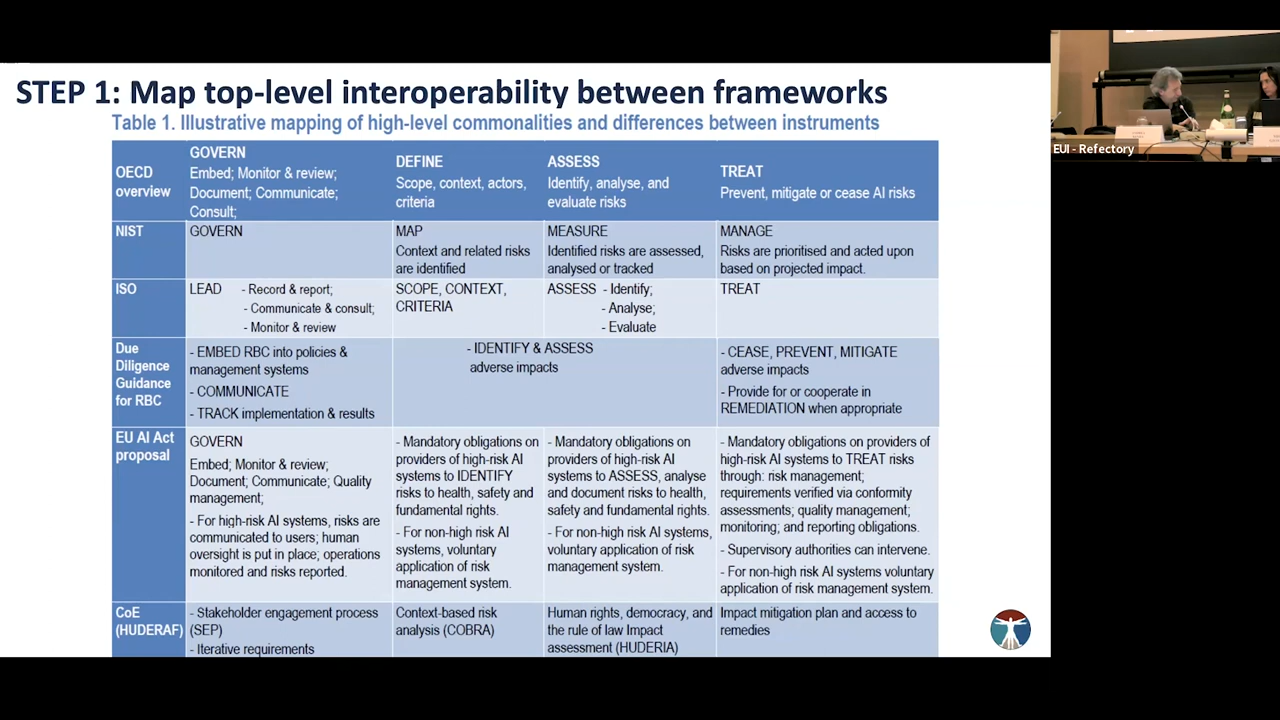 STEP 1: Map top-level interoperability between frameworks
Table 1. Illustrative mapping of high-level commonalities and differences between instruments
OECD overview
GOVERN
Embed; Monitor & review;
Document; Communicate;
Consult;
DEFINE
Scope, context, actors,
criteria
ASSESS
Identify, analyse, and
evaluate risks
TREAT
Prevent, mitigate or cease AI risks
NIST
GOVERN
MAP
Context and related risks
are identified
MEASURE
Identified risks are assessed,
analysed or tracked
MANAGE
Risks are prioritised and acted upon
based on projected impact.
ISO
LEAD - Record & report;
- Communicate & consult;
- Monitor & review
SCOPE, CONTEXT,
CRITERIA
ASSESS - Identify;
- Analyse;
- Evaluate
TREAT
Due
Diligence
Guidance
for RBC
- EMBED RBC into policies &
management systems
- COMMUNICATE
- TRACK implementation & results
- IDENTIFY & ASSESS
adverse impacts
- CEASE, PREVENT, MITIGATE
adverse impacts
- Provide for or cooperate in
REMEDIATION when appropriate
EU AI Act
proposal
GOVERN
Embed; Monitor & review;
Document; Communicate; Quality
management;
- For high-risk AI systems, risks are
communicated to users; human
oversight is put in place; operations
monitored and risks reported.
- Mandatory obligations on
providers of high-risk AI
systems to IDENTIFY
risks to health, safety and
fundamental rights.
- For non-high risk AI
systems, voluntary
application of risk
management system.
- Mandatory obligations on
providers of high-risk AI
systems to ASSESS, analyse
and document risks to health,
safety and fundamental rights.
- For non-high risk AI systems,
voluntary application of risk
management system.
- Mandatory obligations on providers of
high-risk AI systems to TREAT risks
through: risk management;
requirements verified via conformity
assessments; quality management;
monitoring; and reporting obligations.
- Supervisory authorities can intervene.
- For non-high risk AI systems voluntary
application of risk management system.
CoE
(HUDERAF)
- Stakeholder engagement process
(SEP)
- Iterative requirements
Context-based risk
analysis (COBRA)
Human rights, democracy, and
the rule of law Impact
assessment (HUDERIA)
Impact mitigation plan and access to
remedies
EUI - Refectory